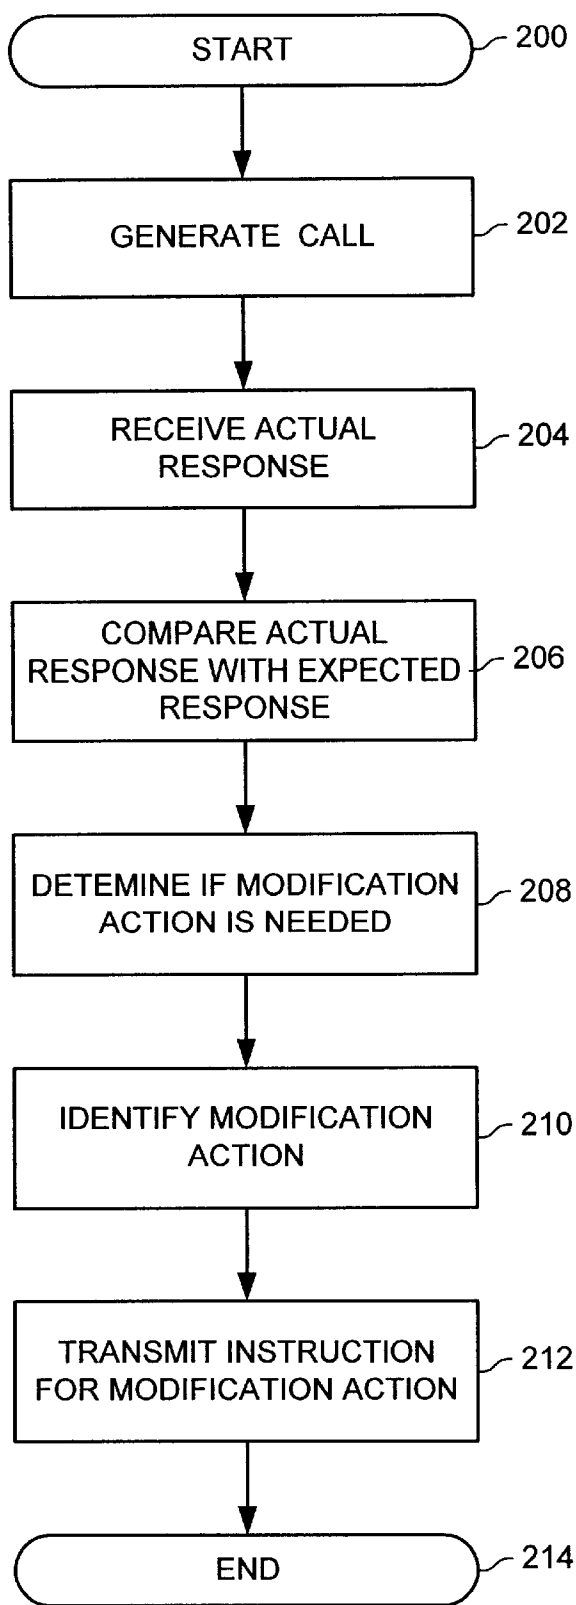 START
200
GENERATE CALL
202
RECEIVE ACTUAL
RESPONSE
204
COMPARE ACTUAL
RESPONSE WITH EXPECTED
RESPONSE
206
DETEMINE IF MODIFICATION
ACTION IS NEEDED
208
IDENTIFY MODIFICATION
ACTION
210
TRANSMIT INSTRUCTION
FOR MODIFICATION ACTION
212
END
214